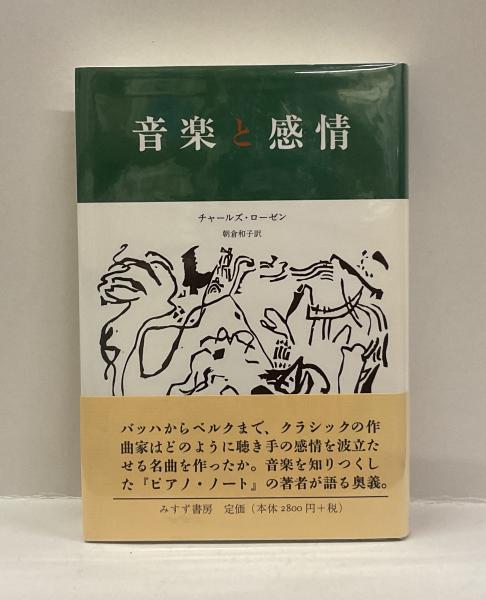 音楽と感情
チャールズ・ローゼン
朝倉和子訳
バッハからベルクまで、クラシックの作
曲家はどのように聴き手の感情を波立た
せる名曲を作ったか。音楽を知りつくし
た『ピアノ・ノート』の著者が語る奥義。
みすず書房 定価（本体2800円+税）